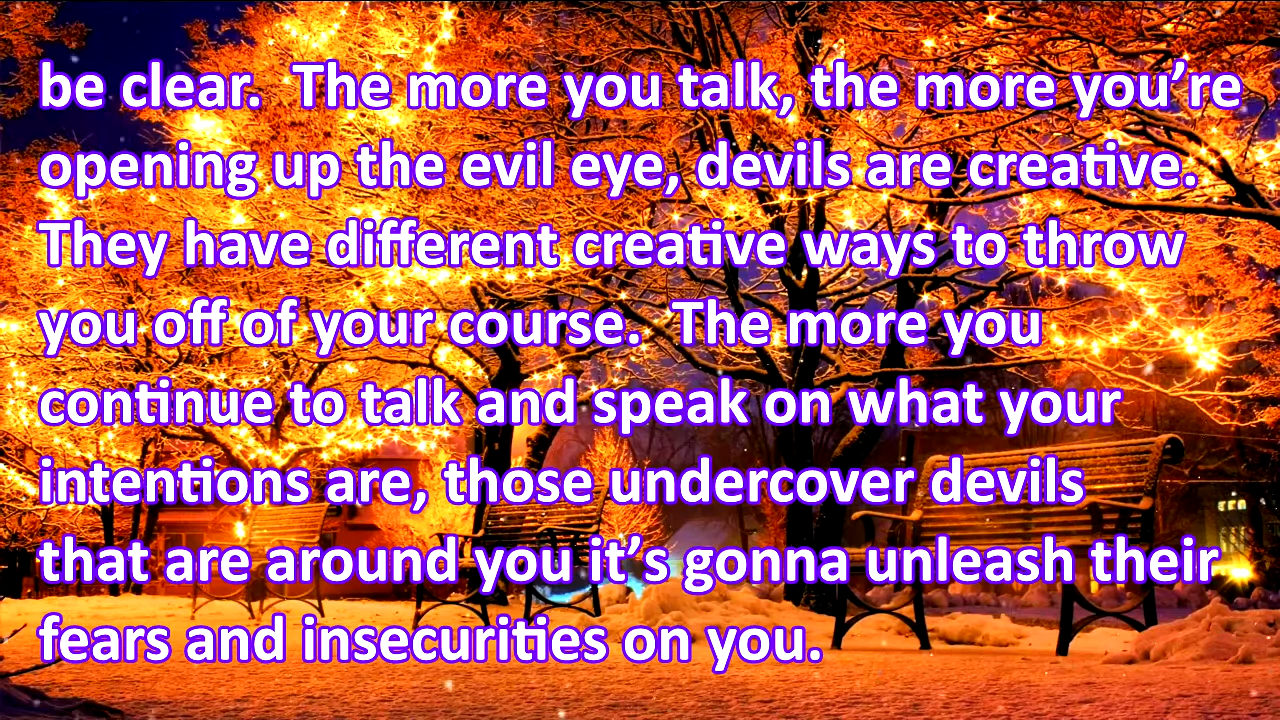 be clear.  The more you talk, the more you’re
opening up the evil eye, devils are creative.
They have different creative ways to throw
you off of your course.  The more you
continue to talk and speak on what your
intentions are, those undercover devils
that are around you it’s gonna unleash their
fears and insecurities on you.